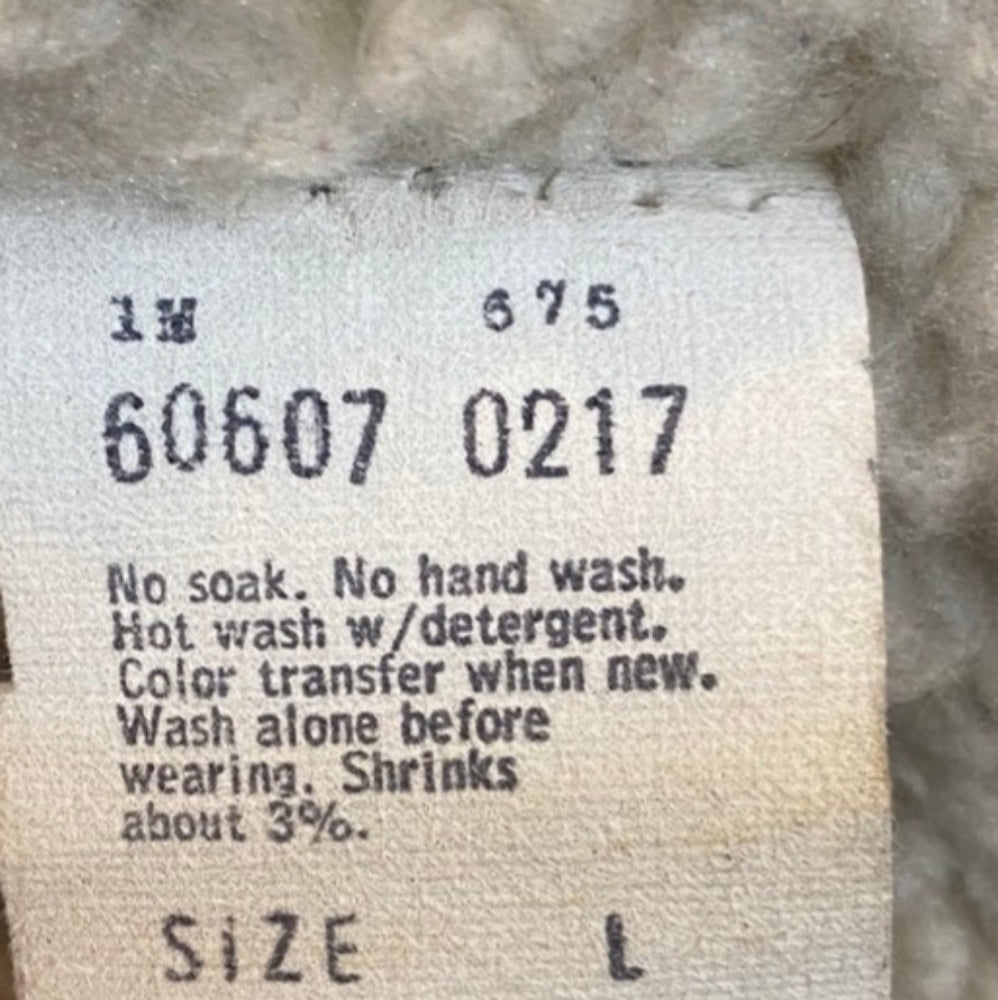 1M 675
60607 0217
No soak. No hand wash.
Hot wash w/detergent.
Color transfer when new.
Wash alone before
wearing. Shrinks
about 3%.
SiZE L